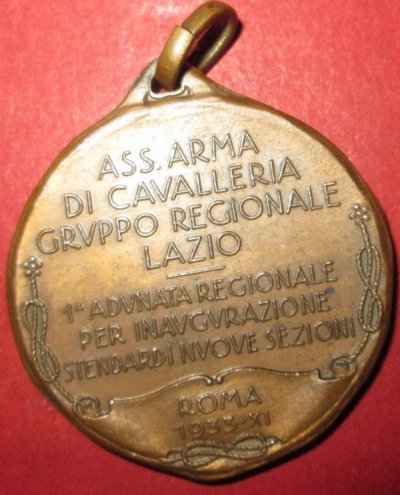 ASS. ARMA
DI CAVALLERIA
GRVPPO REGIONALE
LAZIO
1ª ADVNATA REGIONALE
PER INAVGVRAZIONE
STENDARDI NVOVE SEZIONI
ROMA
1933·XI